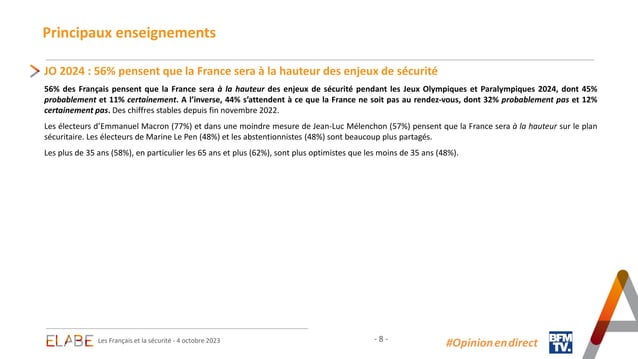 Principaux enseignements
JO 2024 : 56% pensent que la France sera à la hauteur des enjeux de sécurité
56% des Français pensent que la France sera à la hauteur des enjeux de sécurité pendant les Jeux Olympiques et Paralympiques 2024, dont 45%
probablement et 11% certainement. A l'inverse, 44% s'attendent à ce que la France ne soit pas au rendez-vous, dont 32% probablement pas et 12%
certainement pas. Des chiffres stables depuis fin novembre 2022.
Les électeurs d'Emmanuel Macron (77%) et dans une moindre mesure de Jean-Luc Mélenchon (57%) pensent que la France sera à la hauteur sur le plan
sécuritaire. Les électeurs de Marine Le Pen (48%) et les abstentionnistes (48%) sont beaucoup plus partagés.
Les plus de 35 ans (58%), en particulier les 65 ans et plus (62%), sont plus optimistes que les moins de 35 ans (48%).
ELABE
Les Français et la sécurité - 4 octobre 2023
- 8 -
#Opinionendirect
BFM
TV.